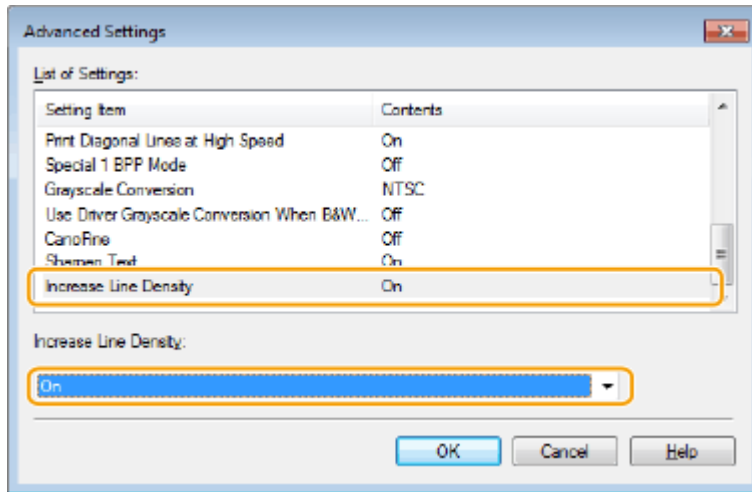 Advanced Settings
List of Settings:
Setting Item Contents
Print Diagonal Lines at High Speed On
Special 1 BPP Mode Off
Grayscale Conversion NTSC
Use Driver Grayscale Conversion When B&W... Off
CanoFine Off
Sharpen Text On
Increase Line Density On
Increase Line Density:
On
OK Cancel Help